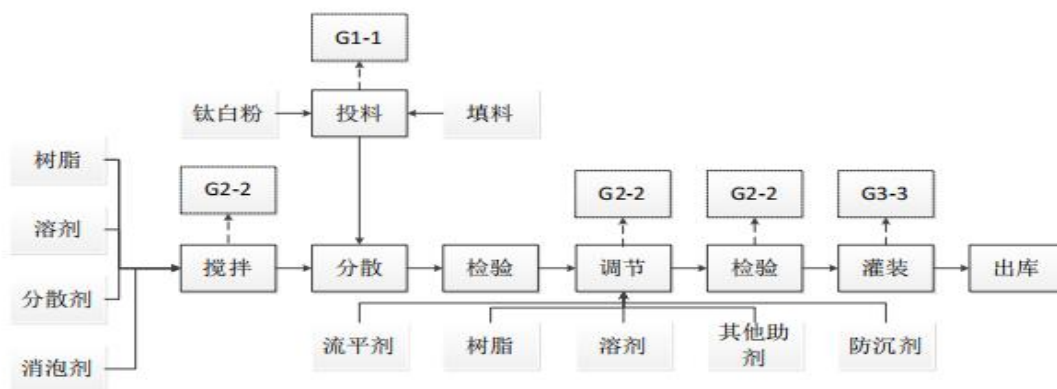 G1-1
钛白粉
投料
填料
树脂
G2-2
G2-2
G2-2
G3-3
溶剂
搅拌
分散
检验
调节
检验
灌装
出库
分散剂
流平剂
树脂
溶剂
其他助
剂
防沉剂
消泡剂